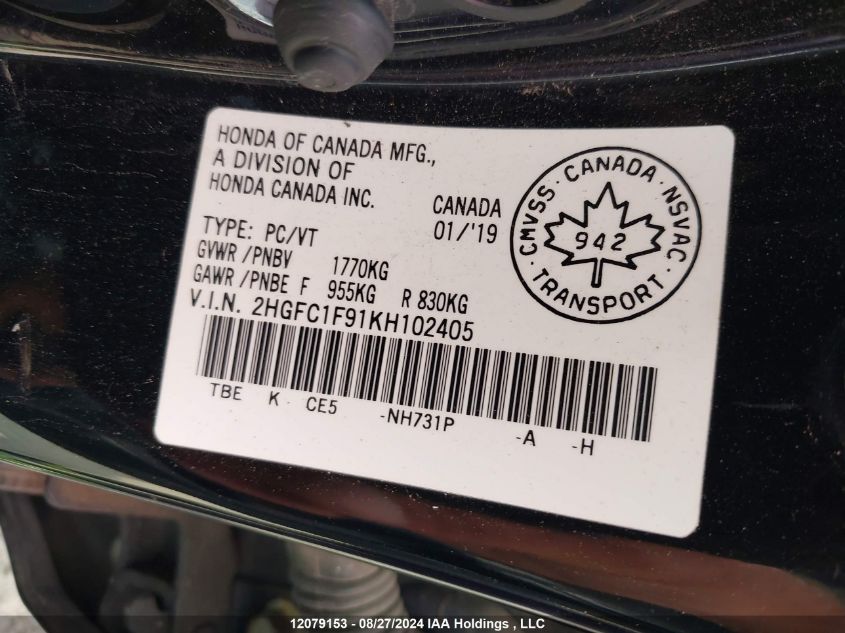 HONDA OF CANADA MFG.,
A DIVISION OF
HONDA CANADA INC.
CANADA
01/'19
TYPE: PC/VT
GVWR /PNBV 1770KG
GAWR /PNBE F 955KG R 830KG
V.I.N. 2HGFC1F91KH102405
TBE K CE5 -NH731P -A -H
CMVSS · CANADA · NSVAC
942
TRANSPORT
12079153 - 08/27/2024 IAA Holdings , LLC